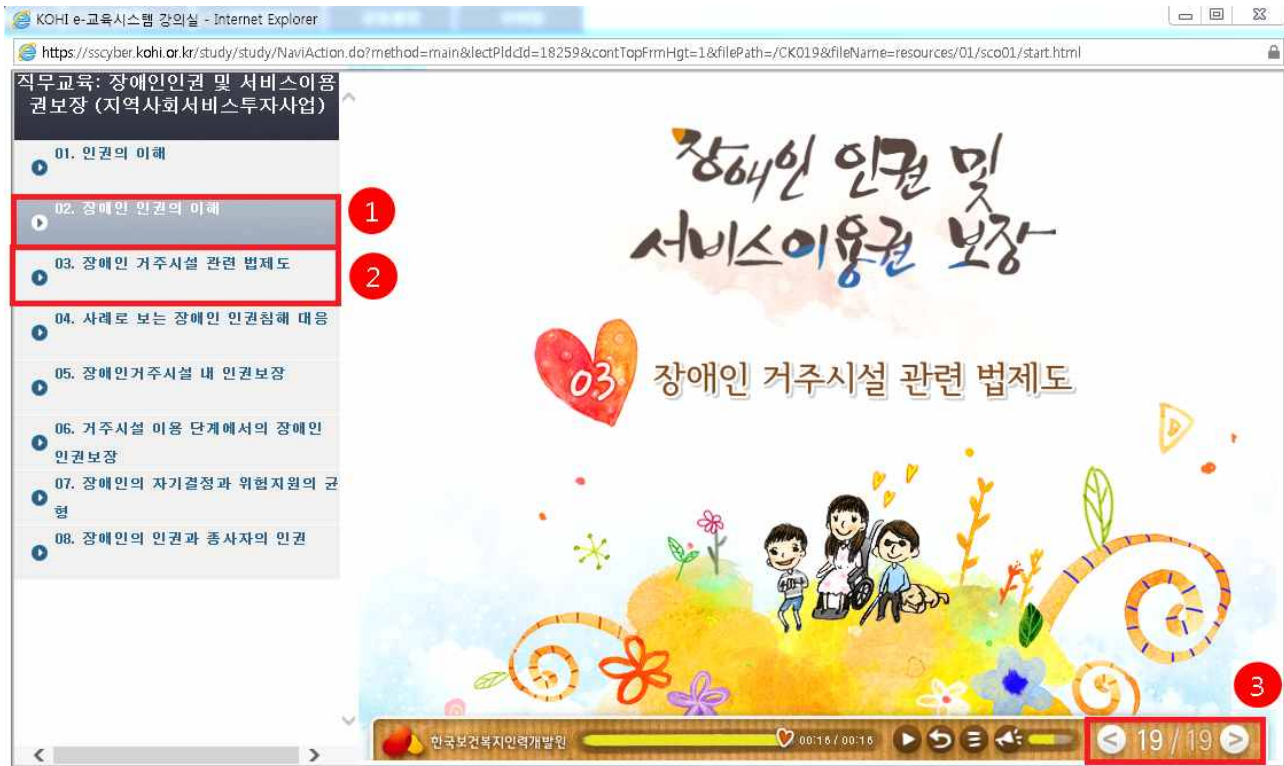 KOHI e-교육시스템 강의실 - Internet Explorer
https://sscyber.kohi.or.kr/study/study/NaviAction.do?method=main&lectPldcId=18259&contTopFrmHgt=1&filePath=/CK019&fileName=resources/01/sco01/start.html
직무교육: 장애인인권 및 서비스이용
권보장 (지역사회서비스투자사업)
01. 인권의 이해
02. 장애인 인권의 이해
1
03. 장애인 거주시설 관련 법제도
2
04. 사례로 보는 장애인 인권침해 대응
05. 장애인거주시설 내 인권보장
06. 거주시설 이용 단계에서의 장애인
인권보장
07. 장애인의 자기결정과 위험지원의 균
형
08. 장애인의 인권과 종사자의 인권
장애인 인권 및
서비스이용권 보장
03 장애인 거주시설 관련 법제도
3
한국보건복지인력개발원
00:16 / 00:16
19 / 19